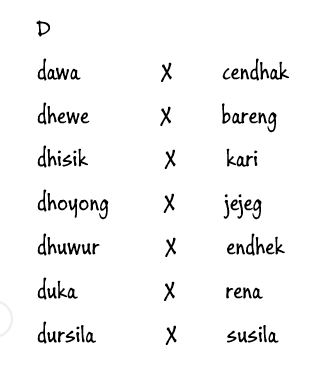 D
dawa X cendhak
dhewe X bareng
dhisik X kari
dhoyong X jejeg
dhuwur X endhek
duka X rena
dursila X susila